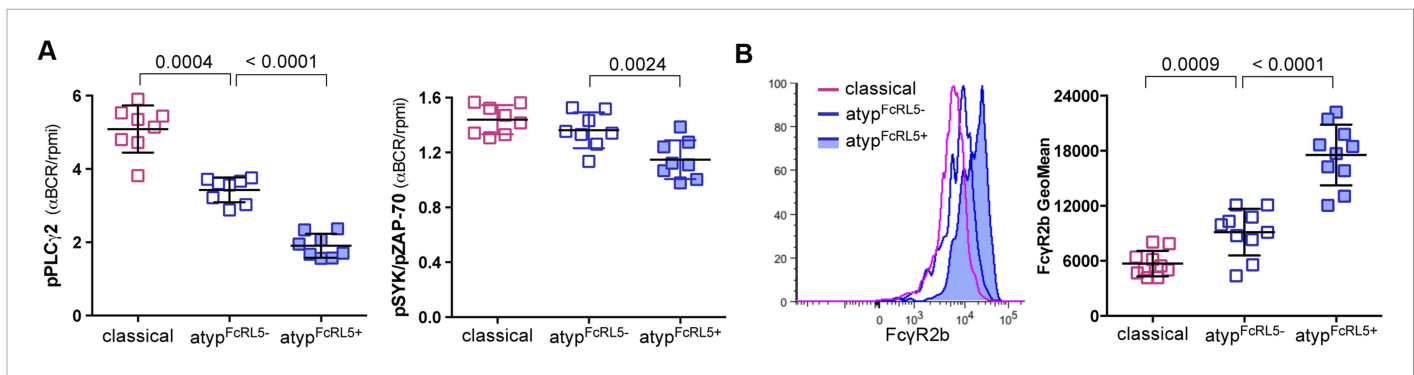 A
0.0004
< 0.0001
pPLCγ2 (αBCR/rpmi)
6
4
2
0
classical
atypFcRL5-
atypFcRL5+
0.0024
pSYK/pZAP-70 (αBCR/rpmi)
1.6
1.2
0.8
0.4
0.0
classical
atypFcRL5-
atypFcRL5+
B
classical
atypFcRL5-
atypFcRL5+
100
80
60
40
20
0
0 10³ 10⁴ 10⁵
FcγR2b
0.0009
< 0.0001
FcγR2b GeoMean
24000
18000
12000
6000
0
classical
atypFcRL5-
atypFcRL5+